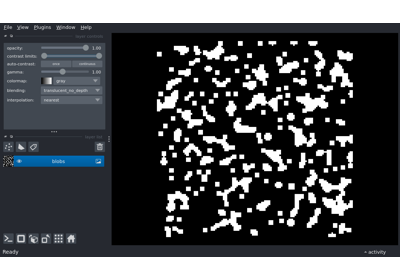 File View Plugins Window Help
opacity: 1.00
contrast limits:
auto-contrast: once continuous
gamma: 1.00
colormap: gray
blending: translucent_no_depth
interpolation: nearest
blobs
Ready
activity